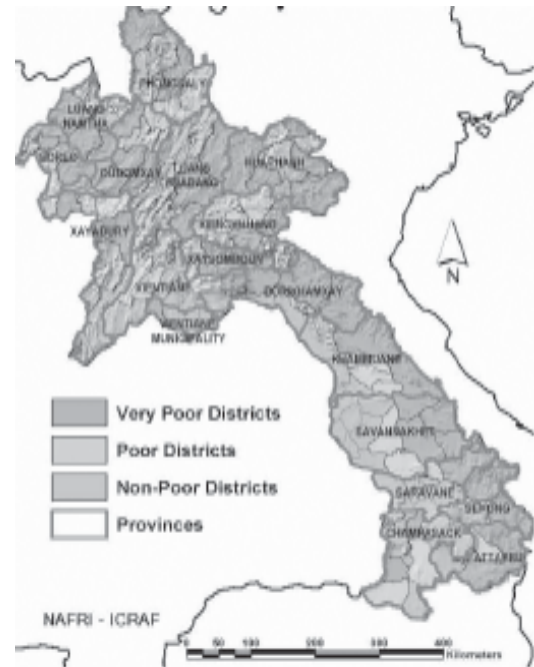 PHONGSALY
LUANG
NAMTHA
BOKEO
OUDOMXAY
LUANG
PRABANG
HUAPHANH
XIENGKHUANG
XAYABURY
XAYSOMBOUN
VIENTIANE
BORIKHAMXAY
VIENTIANE
MUNICIPALITY
N
KHAMMUANE
Very Poor Districts
Poor Districts
Non-Poor Districts
Provinces
SAVANNAKHET
SARAVANE
SEKONG
CHAMPASACK
ATTAPEU
NAFRI - ICRAF
0 50 100 200 300 400
Kilometers